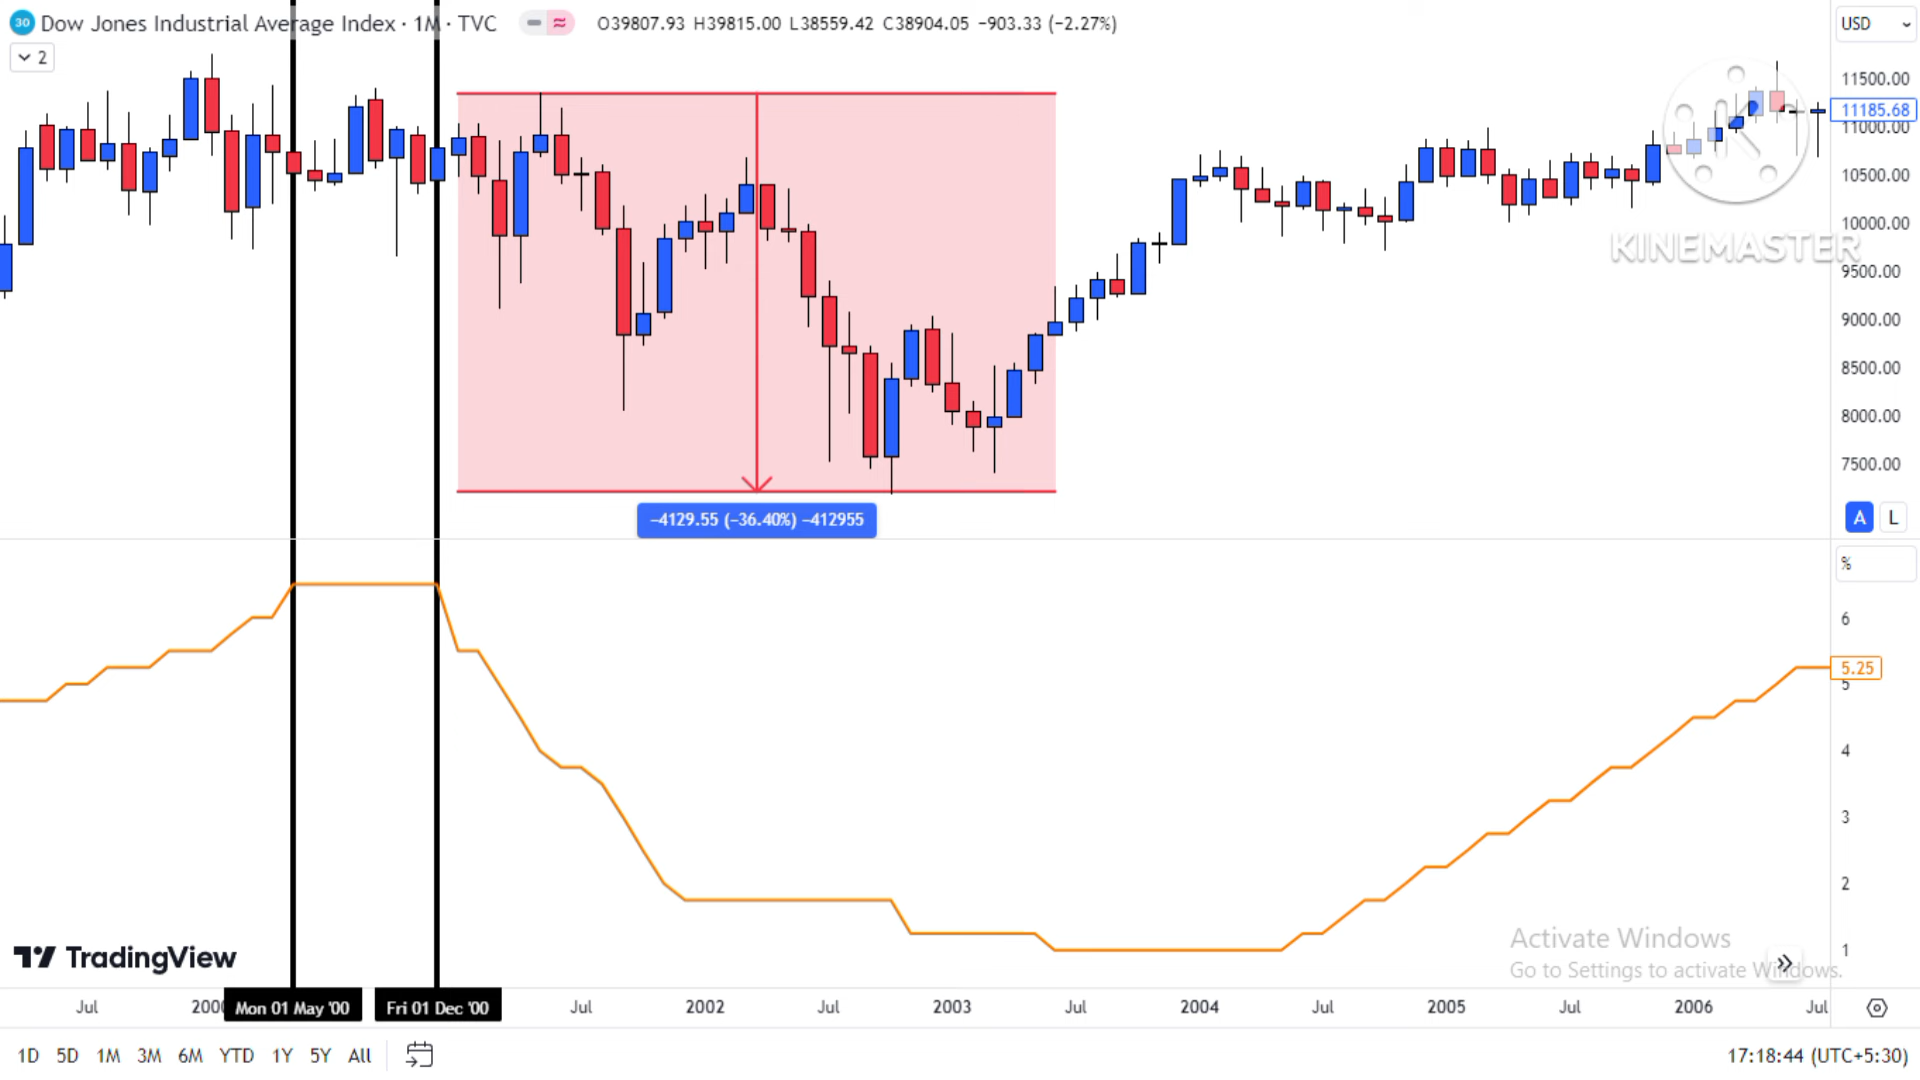 30 Dow Jones Industrial Average Index · 1M · TVC O39807.93 H39815.00 L38559.42 C38904.05 −903.33 (−2.27%)
USD
2
11500.00
11185.68
11000.00
10500.00
10000.00
9500.00
9000.00
8500.00
8000.00
7500.00
KINEMASTER
−4129.55 (−36.40%) −412955
A L
%
6
5.25
5
4
3
2
1
Activate Windows
Go to Settings to activate Windows.
TradingView
Jul 200 Mon 01 May '00 Fri 01 Dec '00 Jul 2002 Jul 2003 Jul 2004 Jul 2005 Jul 2006 Jul
1D 5D 1M 3M 6M YTD 1Y 5Y All
17:18:44 (UTC+5:30)